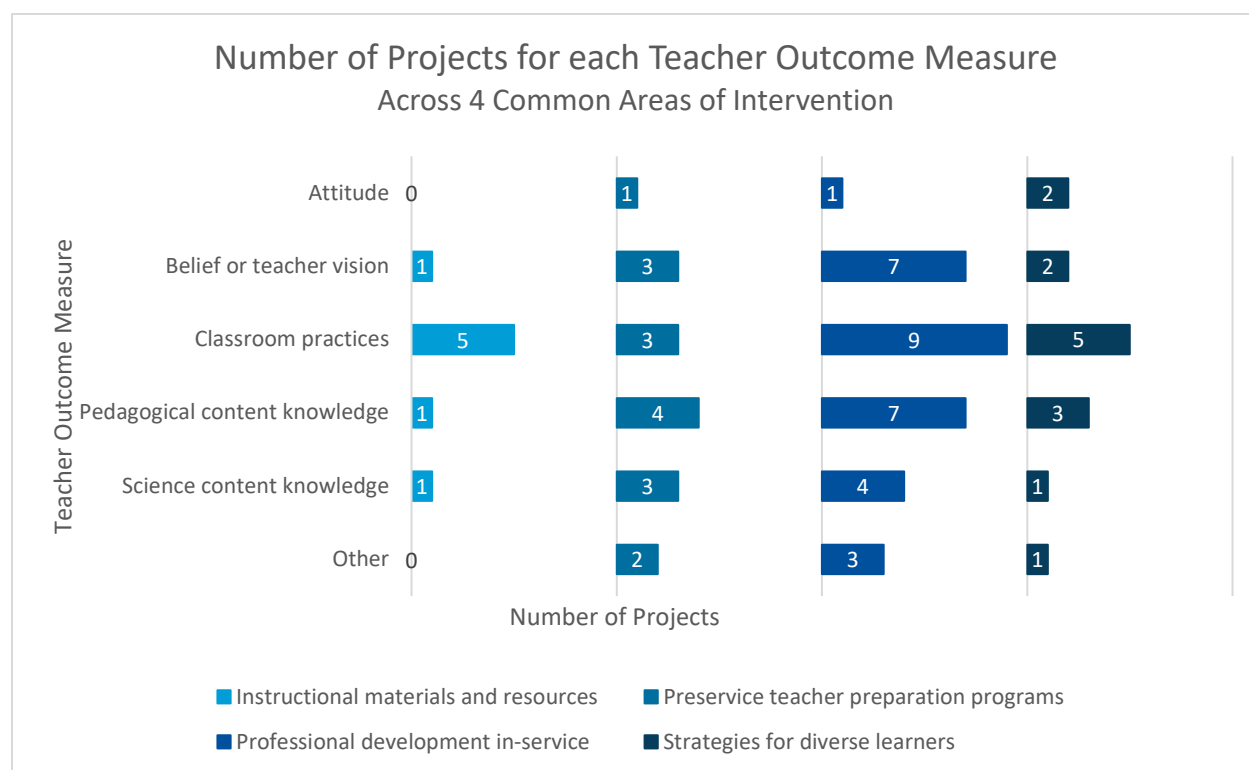 Number of Projects for each Teacher Outcome Measure
Across 4 Common Areas of Intervention
Teacher Outcome Measure
Attitude 0 1 1 2
Belief or teacher vision 1 3 7 2
Classroom practices 5 3 9 5
Pedagogical content knowledge 1 4 7 3
Science content knowledge 1 3 4 1
Other 0 2 3 1
Number of Projects
Instructional materials and resources Preservice teacher preparation programs
Professional development in-service Strategies for diverse learners